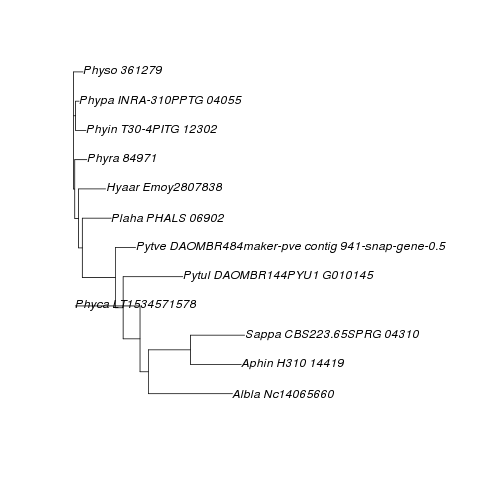 Physo 361279
Phypa INRA-310PPTG 04055
Phyin T30-4PITG 12302
Phyra 84971
Hyaar Emoy2807838
Plaha PHALS 06902
Pytve DAOMBR484maker-pve contig 941-snap-gene-0.5
Pytul DAOMBR144PYU1 G010145
Phyca LT1534571578
Sappa CBS223.65SPRG 04310
Aphin H310 14419
Albla Nc14065660